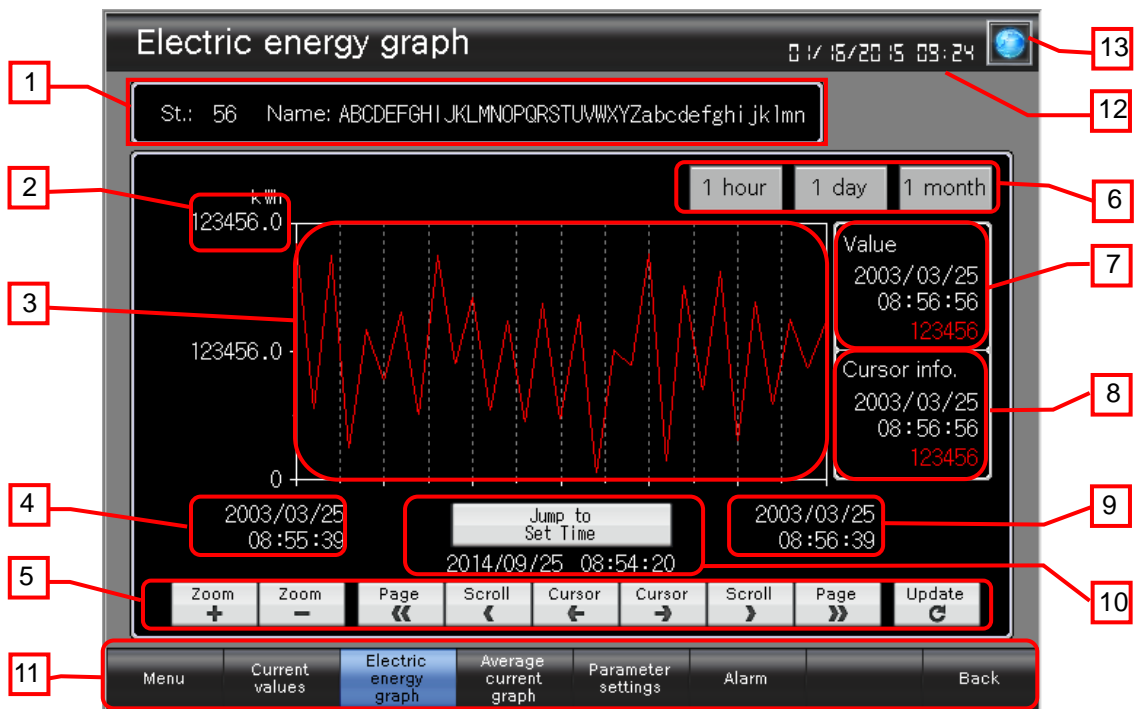 Electric energy graph
01/16/2015 09:24
13
1
St.: 56 Name: ABCDEFGHIJKLMNOPQRSTUVWXYZabcdefghijklmn
12
2
kWh
123456.0
1 hour
1 day
1 month
6
Value
2003/03/25
08:56:56
123456
7
3
123456.0
Cursor info.
2003/03/25
08:56:56
123456
8
0
4
2003/03/25
08:55:39
Jump to
Set Time
2014/09/25 08:54:20
2003/03/25
08:56:39
9
5
Zoom
+
Zoom
−
Page
«
Scroll
‹
Cursor
←
Cursor
→
Scroll
›
Page
»
Update
10
11
Menu
Current
values
Electric
energy
graph
Average
current
graph
Parameter
settings
Alarm
Back